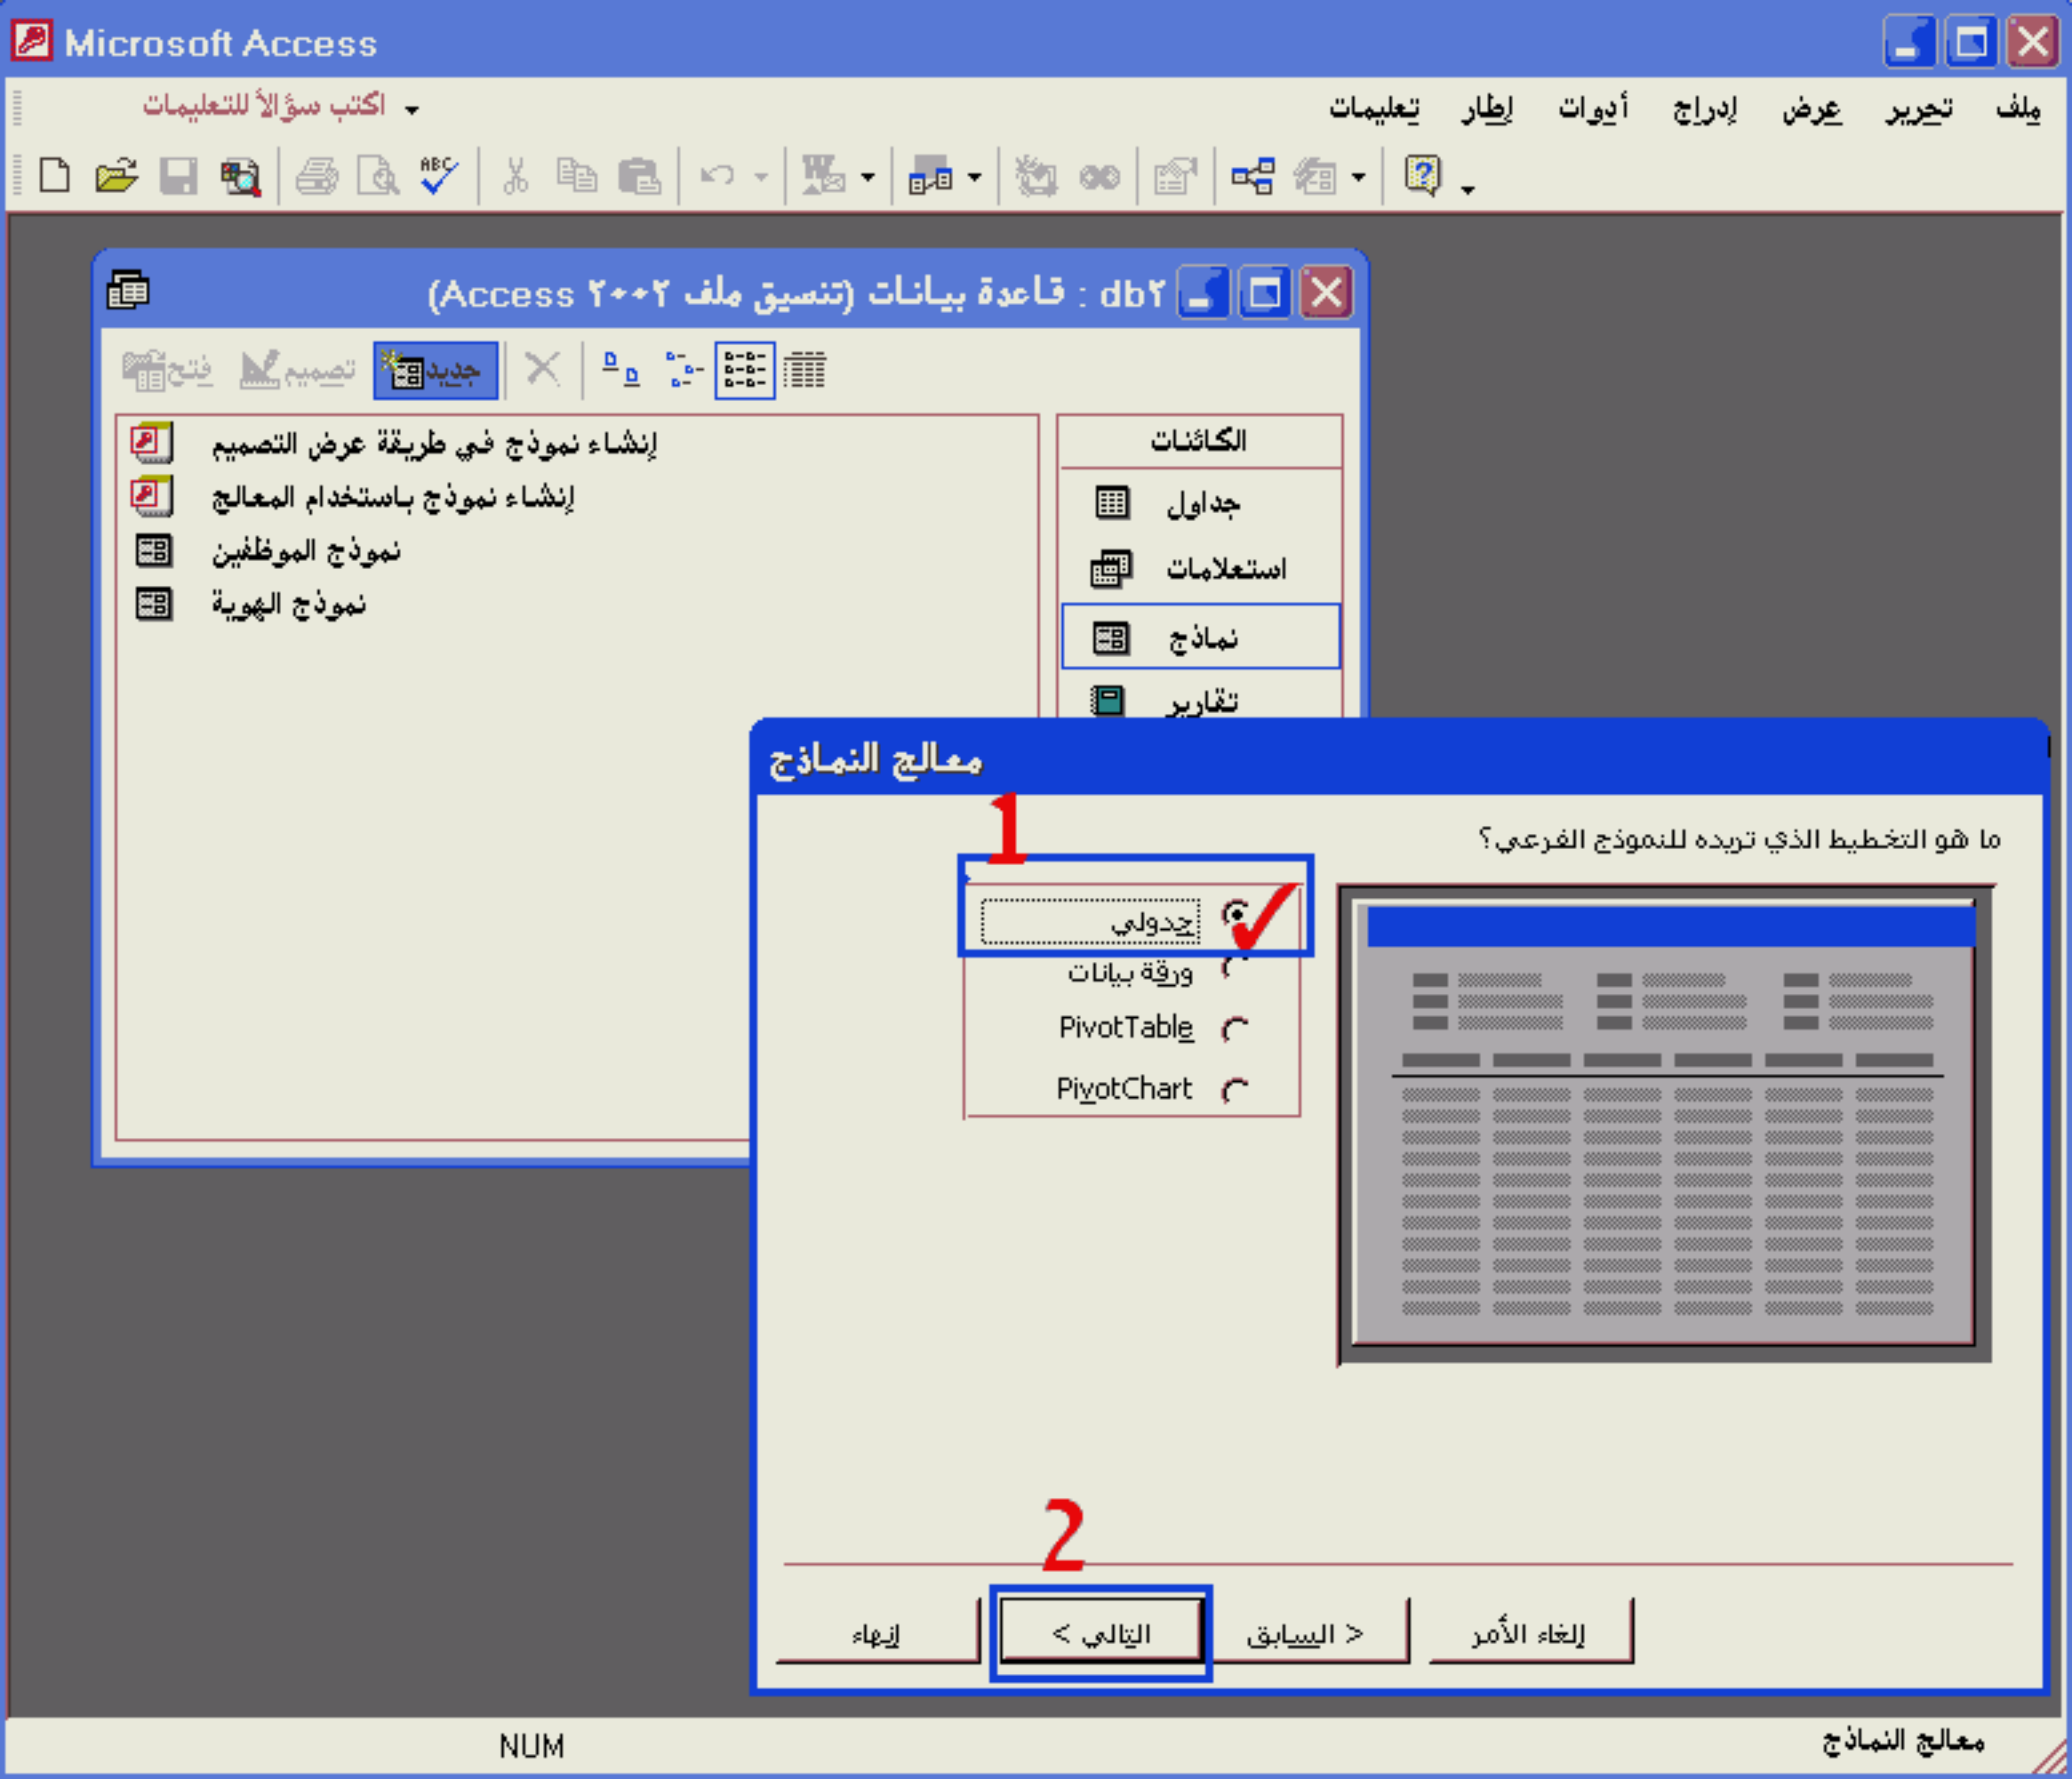 Microsoft Access
ملف تحرير عرض إدراج أدوات إطار تعليمات اكتب سؤالاً للتعليمات
ABC
db٢ : قاعدة بيانات (تنسيق ملف Access ٢٠٠٢)
فتح تصميم جديد
الكائنات
جداول
استعلامات
نماذج
تقارير
إنشاء نموذج في طريقة عرض التصميم
إنشاء نموذج باستخدام المعالج
نموذج الموظفين
نموذج الهوية
معالج النماذج
ما هو التخطيط الذي تريده للنموذج الفرعي؟
1
جدولي
ورقة بيانات
PivotTable
PivotChart
2
إلغاء الأمر
< السابق
التالي >
إنهاء
معالج النماذج
NUM